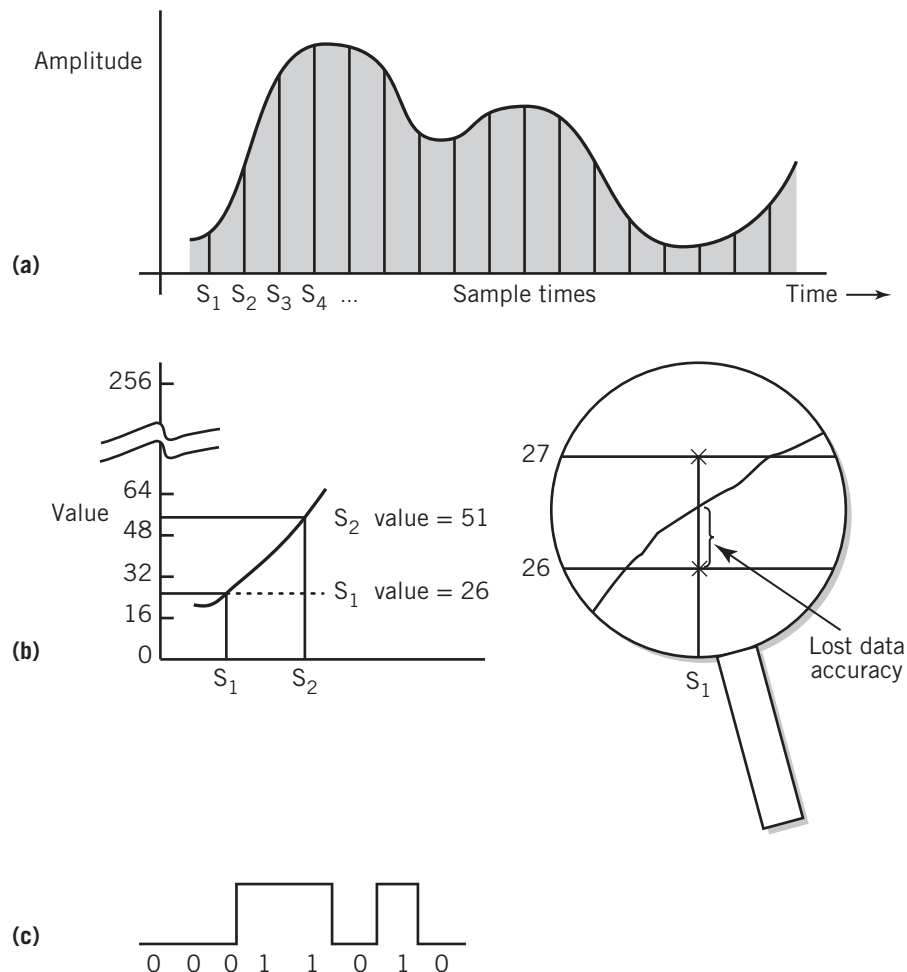 Amplitude
(a)
S₁ S₂ S₃ S₄ ... Sample times Time
256
64
Value
48
32
16
0
S₂ value = 51
S₁ value = 26
(b)
S₁ S₂
27
26
S₁
Lost data
accuracy
(c)
0 0 0 1 1 0 1 0